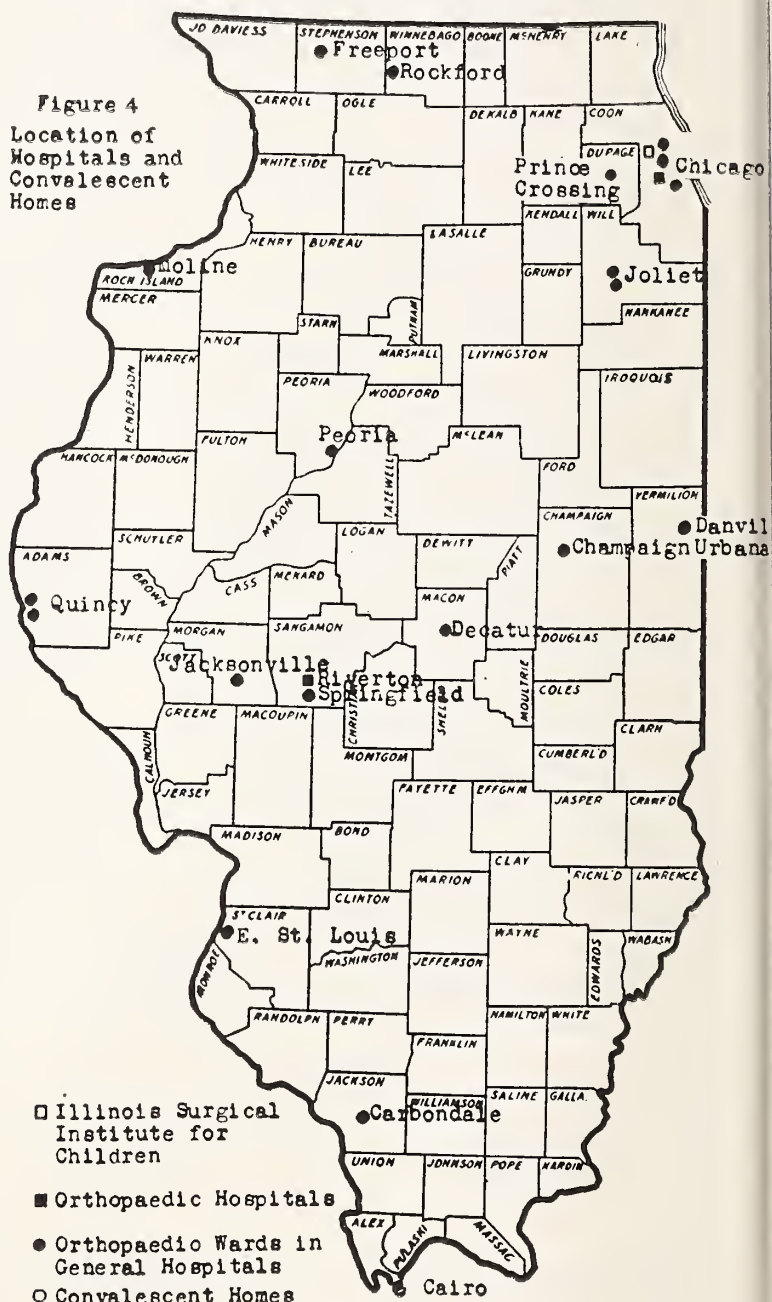 JO DAVIESS
STEPHENSON
WINNEBAGO
BOONE
McHENRY
LAKE
Freeport
Rockford
Figure 4
Location of
Hospitals and
Convalescent
Homes
CARROLL
OGLE
DEKALB
KANE
COOK
DUPAGE
Chicago
Prince
Crossing
WHITESIDE
LEE
KENDALL
WILL
HENRY
BUREAU
LASALLE
Moline
ROCK ISLAND
GRUNDY
Joliet
MERCER
KANKAKEE
PUTNAM
STARK
KNOX
MARSHALL
LIVINGSTON
WARREN
HENDERSON
PEORIA
WOODFORD
IROQUOIS
Peoria
McLEAN
FULTON
TAZEWELL
HANCOCK
McDONOUGH
FORD
VERMILION
MASON
CHAMPAIGN
LOGAN
DEWITT
PIATT
Danvil
Champaign Urbana
SCHUYLER
ADAMS
BROWN
CASS
MENARD
MACON
Quincy
Decatur
PIKE
MORGAN
SANGAMON
DOUGLAS
EDGAR
SCOTT
Jacksonville
Riverton
Springfield
CHRISTIAN
SHELB
MOULTRIE
COLES
GREENE
MACOUPIN
CLARK
CALHOUN
MONTGOM
CUMBERL'D
JERSEY
FAYETTE
EFFGHM
JASPER
CRAWF'D
MADISON
BOND
CLAY
RICHL'D
LAWRENCE
MARION
CLINTON
ST CLAIR
E. St. Louis
WAYNE
EDWARDS
WABASH
WASHINGTON
JEFFERSON
MONROE
RANDOLPH
PERRY
HAMILTON
WHITE
FRANKLIN
JACKSON
WILLIAMSON
SALINE
GALLA.
Carbondale
UNION
JOHNSON
POPE
HARDIN
ALEX
PULASKI
MASSAC
Cairo
Illinois Surgical
Institute for
Children
Orthopaedic Hospitals
Orthopaedic Wards in
General Hospitals
Convalescent Homes